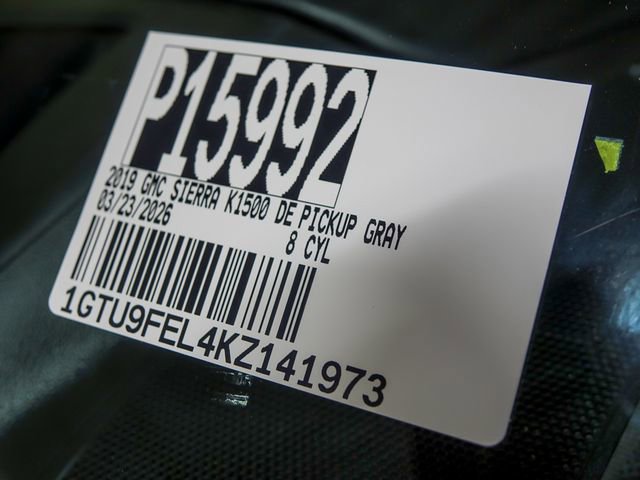 P15992
2019 GMC SIERRA K1500 DE PICKUP GRAY
03/23/2026 8 CYL
1GTU9FEL4KZ141973